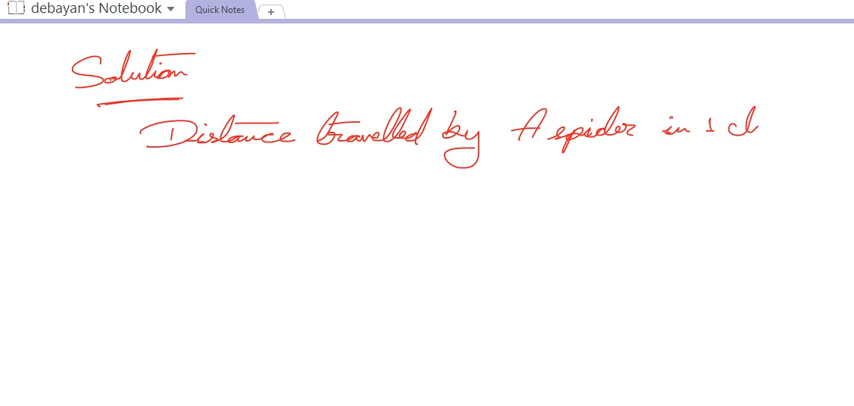 debayan's Notebook
Quick Notes
Solution
Distance travelled by A spider in 1 d